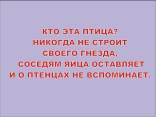 КТО ЭТА ПТИЦА?
НИКОГДА НЕ СТРОИТ
СВОЕГО ГНЕЗДА,
СОСЕДЯМ ЯЙЦА ОСТАВЛЯЕТ
И О ПТЕНЦАХ НЕ ВСПОМИНАЕТ.